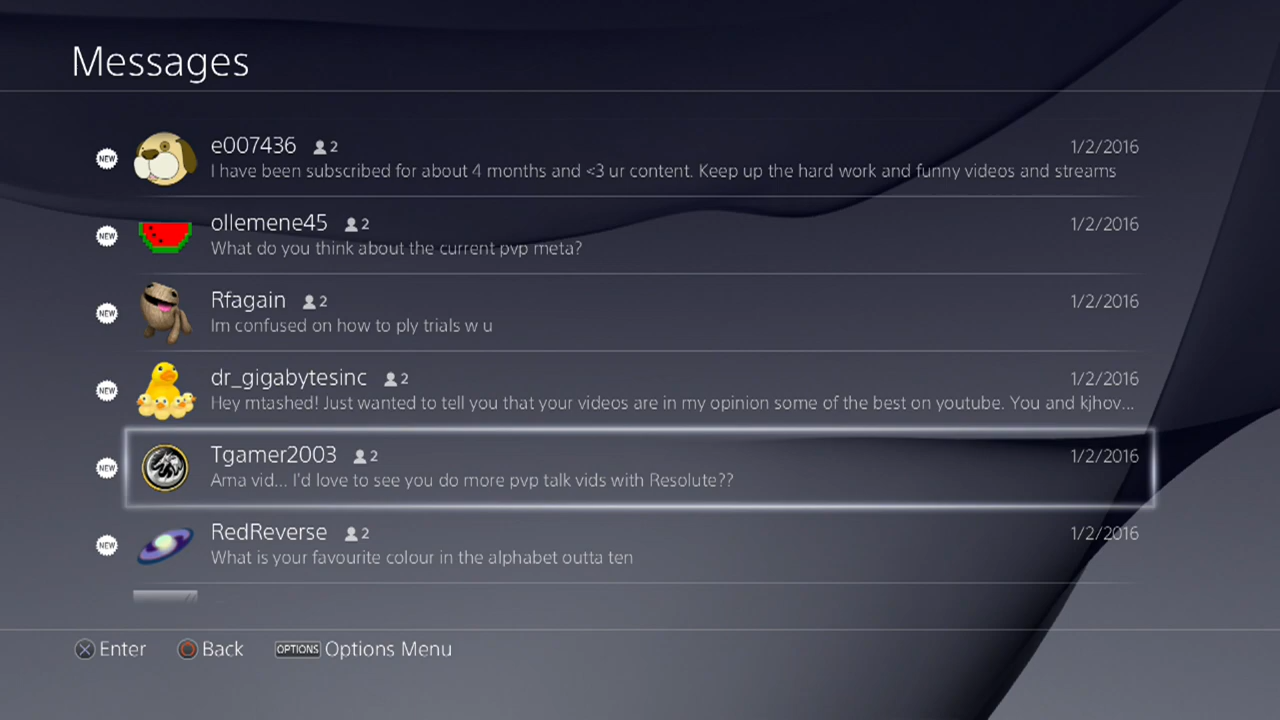 Messages
NEW
e007436 2 1/2/2016
I have been subscribed for about 4 months and <3 ur content. Keep up the hard work and funny videos and streams
NEW
ollemene45 2 1/2/2016
What do you think about the current pvp meta?
NEW
Rfagain 2 1/2/2016
Im confused on how to ply trials w u
NEW
dr_gigabytesinc 2 1/2/2016
Hey mtashed! Just wanted to tell you that your videos are in my opinion some of the best on youtube. You and kjhov...
NEW
Tgamer2003 2 1/2/2016
Ama vid... I'd love to see you do more pvp talk vids with Resolute??
NEW
RedReverse 2 1/2/2016
What is your favourite colour in the alphabet outta ten
Enter Back OPTIONS Options Menu